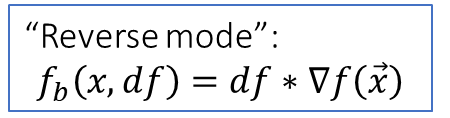 “Reverse mode”:
f_b(x, df) = df * ∇f(x⃗)